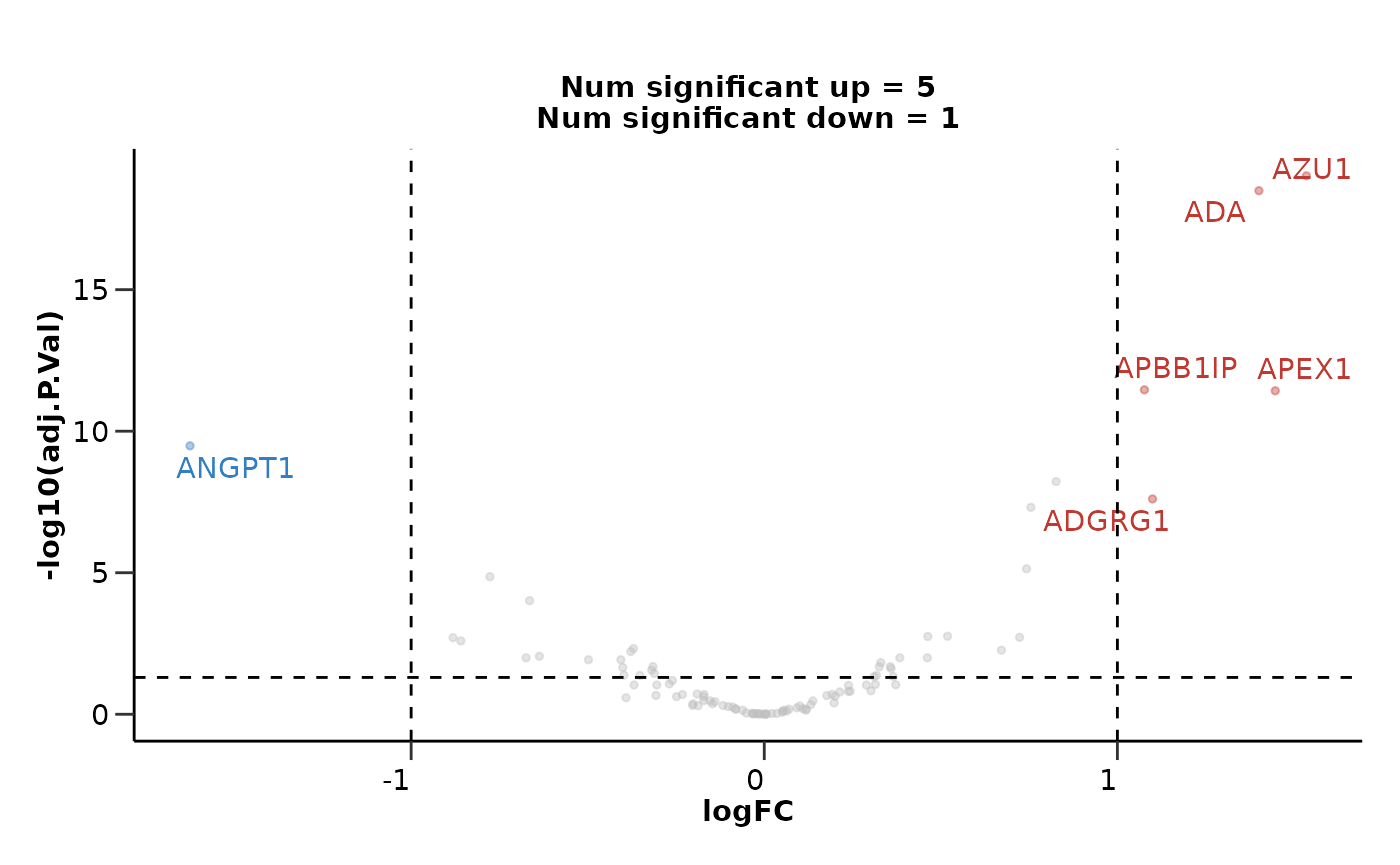 Num significant up = 5
Num significant down = 1
AZU1
ADA
APBB1IP
APEX1
ANGPT1
ADGRG1
-log10(adj.P.Val)
15
10
5
0
-1
0
1
logFC